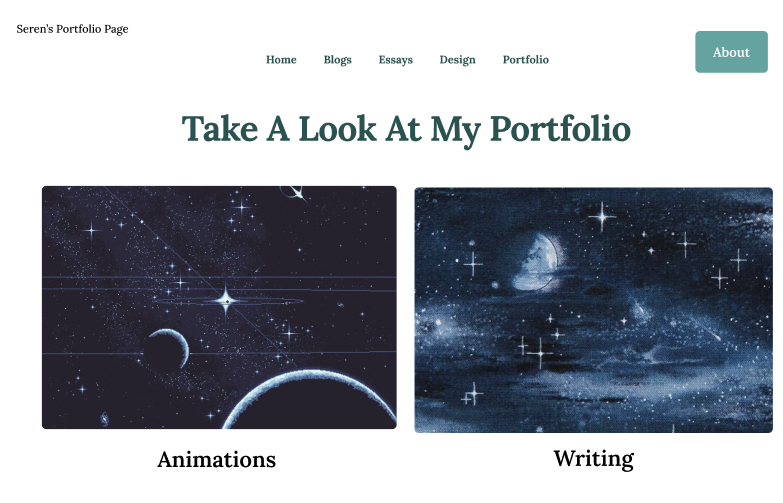 Seren's Portfolio Page
Home Blogs Essays Design Portfolio
About
Take A Look At My Portfolio
Animations
Writing